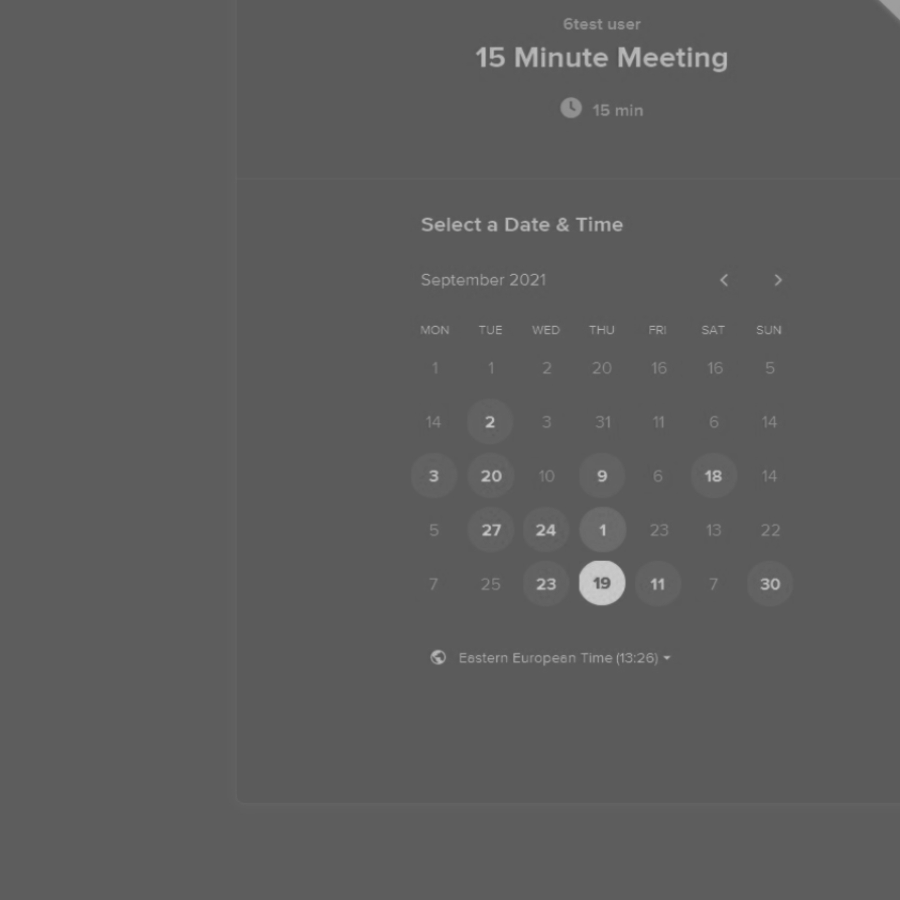 6test user
15 Minute Meeting
15 min
Select a Date & Time
September 2021
MON TUE WED THU FRI SAT SUN
1 1 2 20 16 16 5
14 2 3 31 11 6 14
3 20 10 9 6 18 14
5 27 24 1 23 13 22
7 25 23 19 11 7 30
Eastern European Time (13:26)